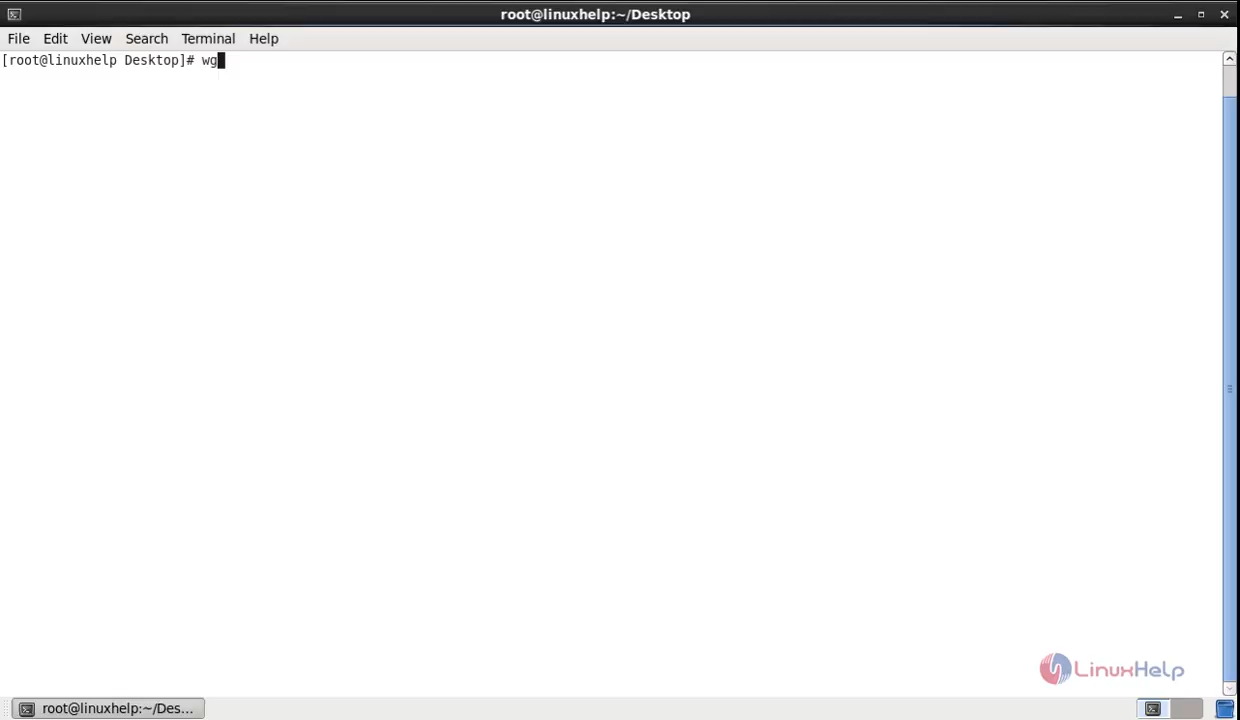 root@linuxhelp:~/Desktop
File Edit View Search Terminal Help
[root@linuxhelp Desktop]# wg
LinuxHelp
root@linuxhelp:~/Des...